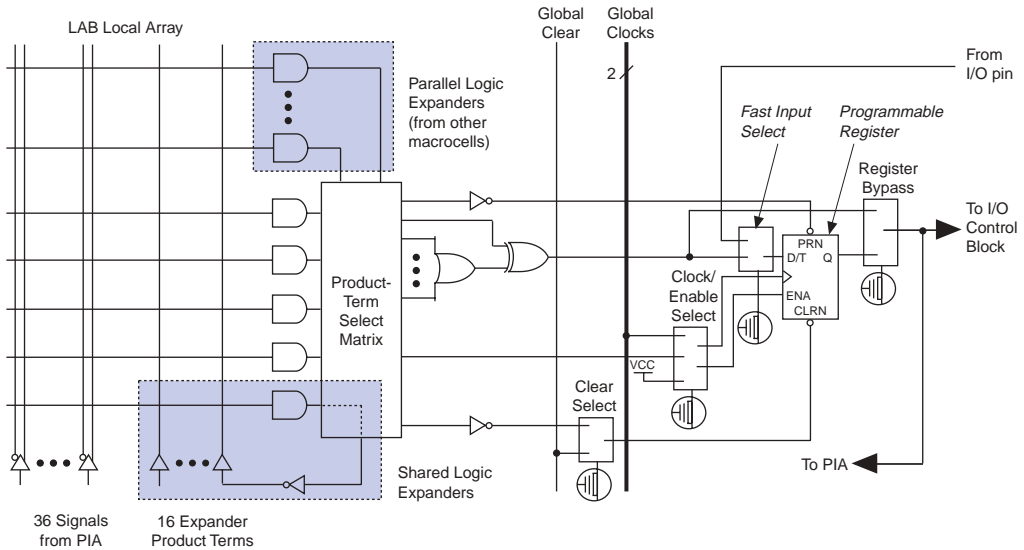 LAB Local Array
Global
Clear
Global
Clocks
2
From
I/O pin
Parallel Logic
Expanders
(from other
macrocells)
Fast Input
Select
Programmable
Register
Register
Bypass
To I/O
Control
Block
PRN
D/T
Q
ENA
CLRN
Product-
Term
Select
Matrix
Clock/
Enable
Select
VCC
Clear
Select
To PIA
Shared Logic
Expanders
36 Signals
from PIA
16 Expander
Product Terms